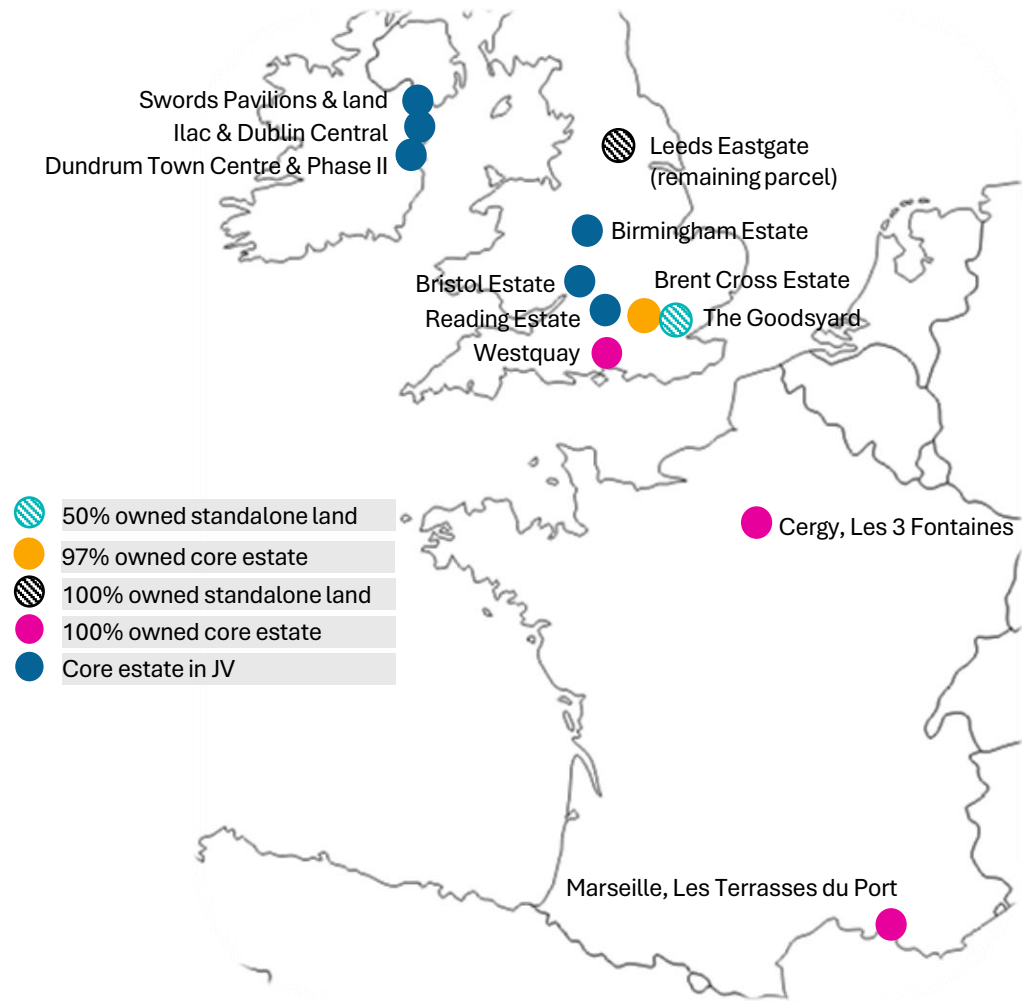 Swords Pavilions & land
Ilac & Dublin Central
Dundrum Town Centre & Phase II
Leeds Eastgate
(remaining parcel)
Birmingham Estate
Bristol Estate
Brent Cross Estate
Reading Estate
The Goodsyard
Westquay
50% owned standalone land
97% owned core estate
100% owned standalone land
100% owned core estate
Core estate in JV
Cergy, Les 3 Fontaines
Marseille, Les Terrasses du Port